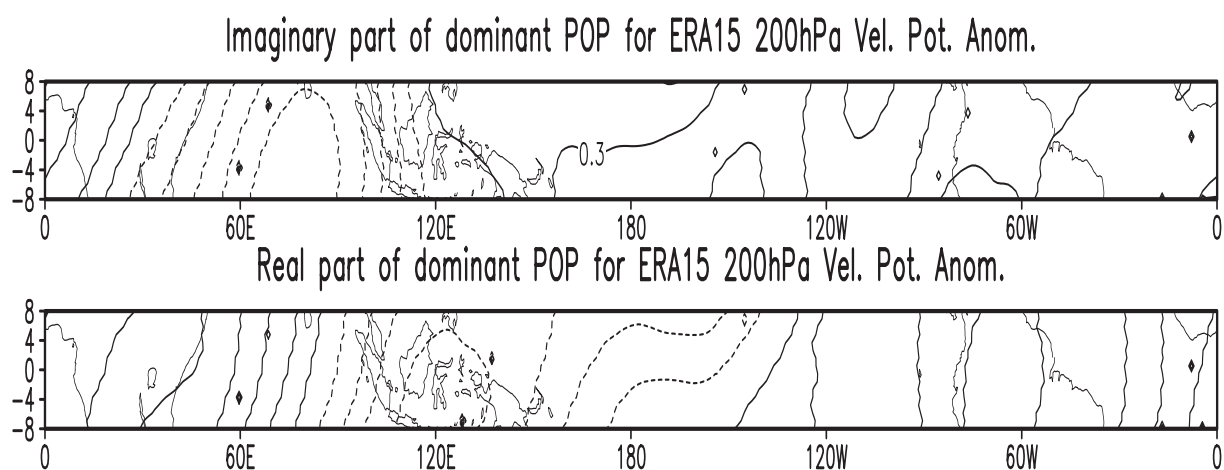 Imaginary part of dominant POP for ERA15 200hPa Vel. Pot. Anom.
8
4
0
−4
−8
0.3
0 60E 120E 180 120W 60W 0
Real part of dominant POP for ERA15 200hPa Vel. Pot. Anom.
8
4
0
−4
−8
0 60E 120E 180 120W 60W 0